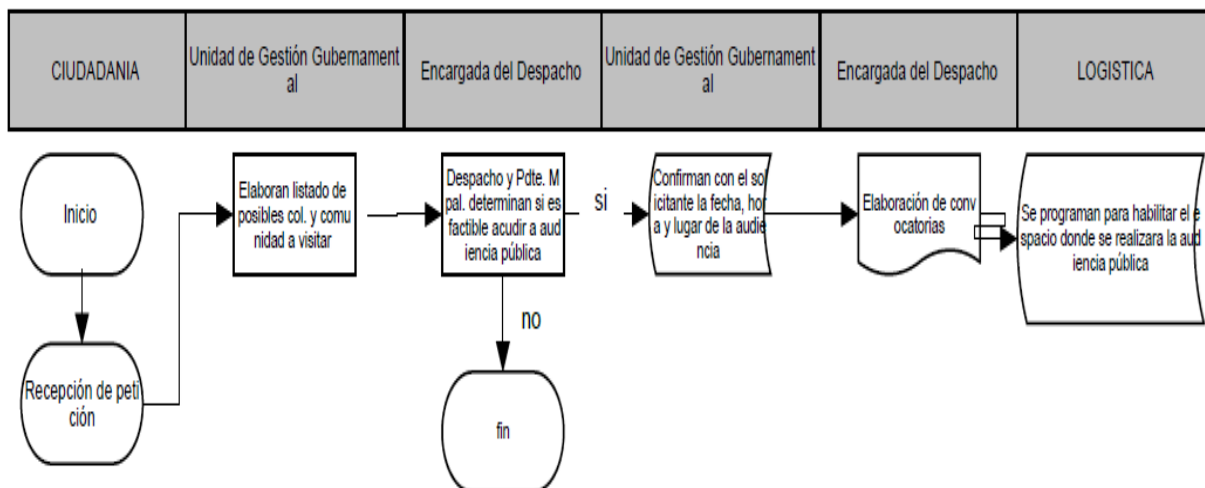 CIUDADANIA
Unidad de Gestión Gubernament
al
Encargada del Despacho
Unidad de Gestión Gubernament
al
Encargada del Despacho
LOGISTICA
Inicio
Elaboran listado de
posibles col. y comu
nidad a visitar
Despacho y Pdte. M
pal. determinan si es
factible acudir a aud
iencia pública
si
Confirman con el sol
icitante la fecha, hor
a y lugar de la audie
ncia
Elaboración de conv
ocatorias
Se programan para habilitar el e
spacio donde se realizara la aud
iencia pública
no
Recepción de peti
ción
fin